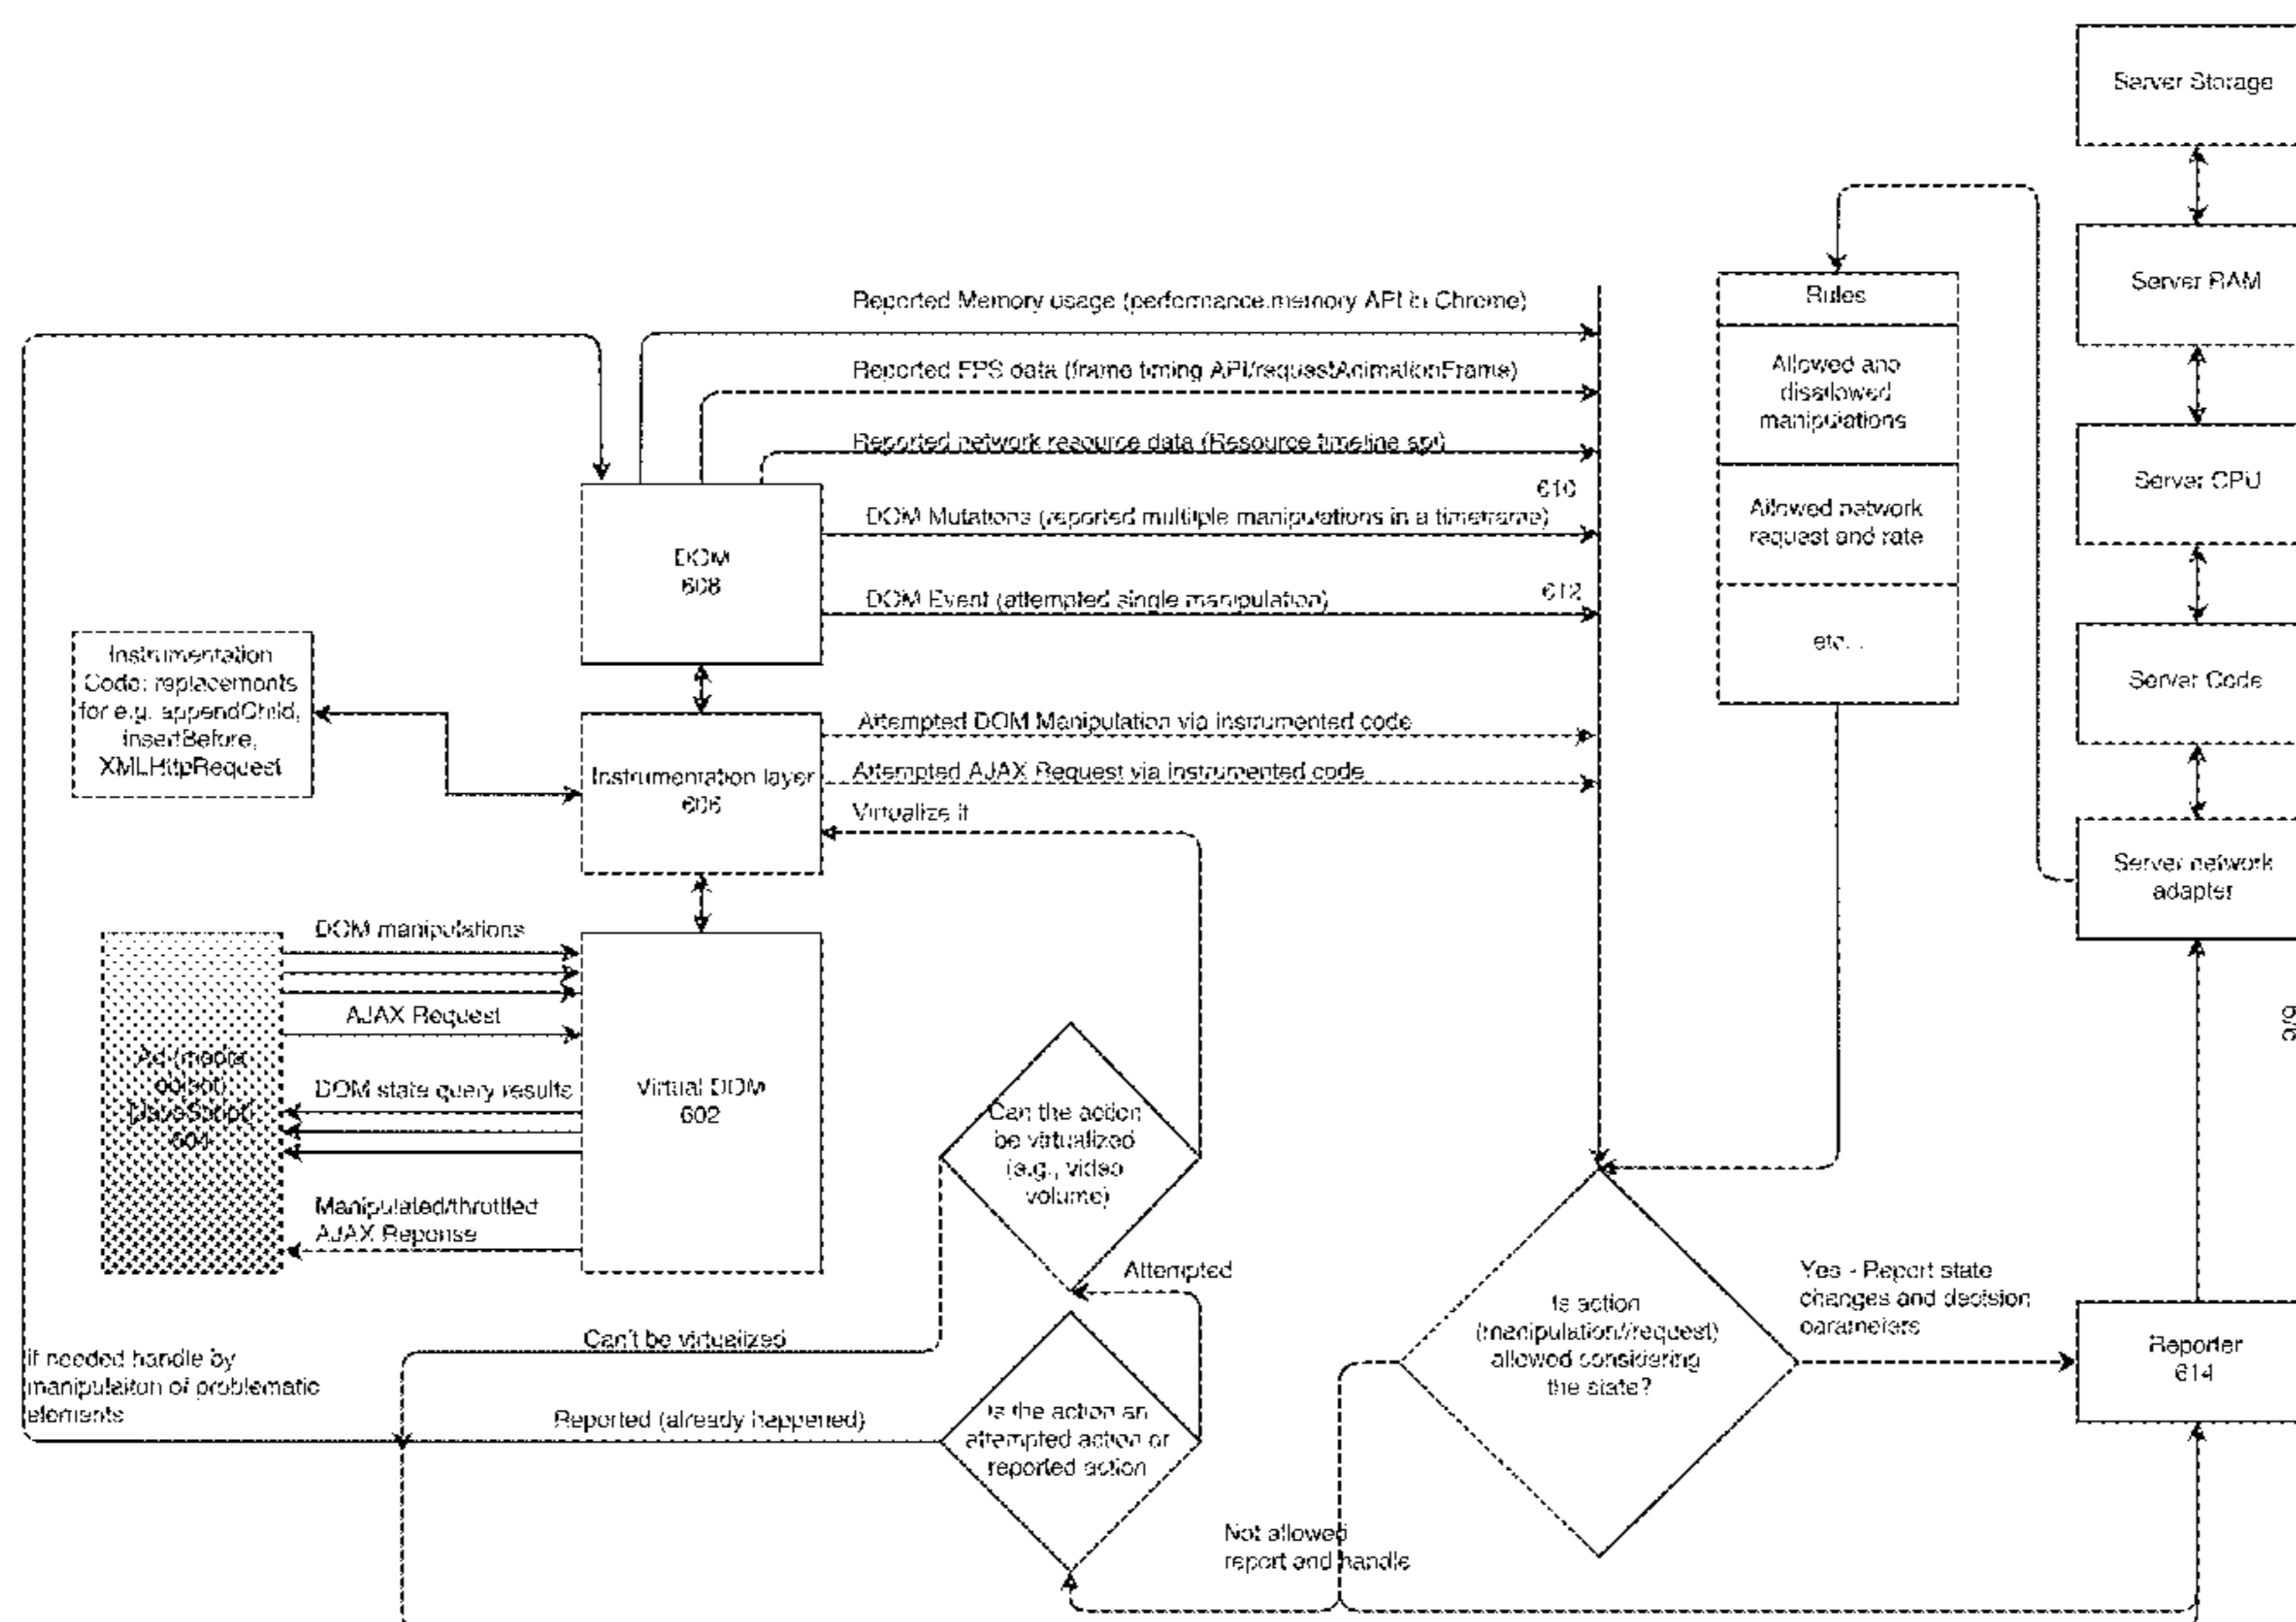 Server Storage
Server RAM
Server CPU
Server Code
Server network
adapter
Rules
Allowed and
disallowed
manipulations
Allowed network
request and rate
etc...
Reported Memory usage (performance.memory API in Chrome)
Reported FPS data (frame timing API/requestAnimationFrame)
Reported network resource data (Resource timeline api)
610
DOM Mutations (reported multiple manipulations in a timeframe)
612
DOM Event (attempted single manipulation)
DOM
608
Instrumentation
Code: replacements
for e.g. appendChild,
insertBefore,
XMLHttpRequest
Instrumentation layer
606
Attempted DOM Manipulation via instrumented code
Attempted AJAX Request via instrumented code
Virtualize it
DOM manipulations
AJAX Request
Ad (media
object)
[JavaScript]
604
DOM state query results
Manipulated/throttled
AJAX Reponse
Virtual DOM
602
Can the action
be virtualized
(e.g., video
volume)
Attempted
Can't be virtualized
if needed handle by
manipulaiton of problematic
elements
Reported (already happened)
Is the action an
attempted action or
reported action
Not allowed
report and handle
Is action
(manipulation//request)
allowed considering
the state?
Yes - Report state
changes and decision
parameters
Reporter
614